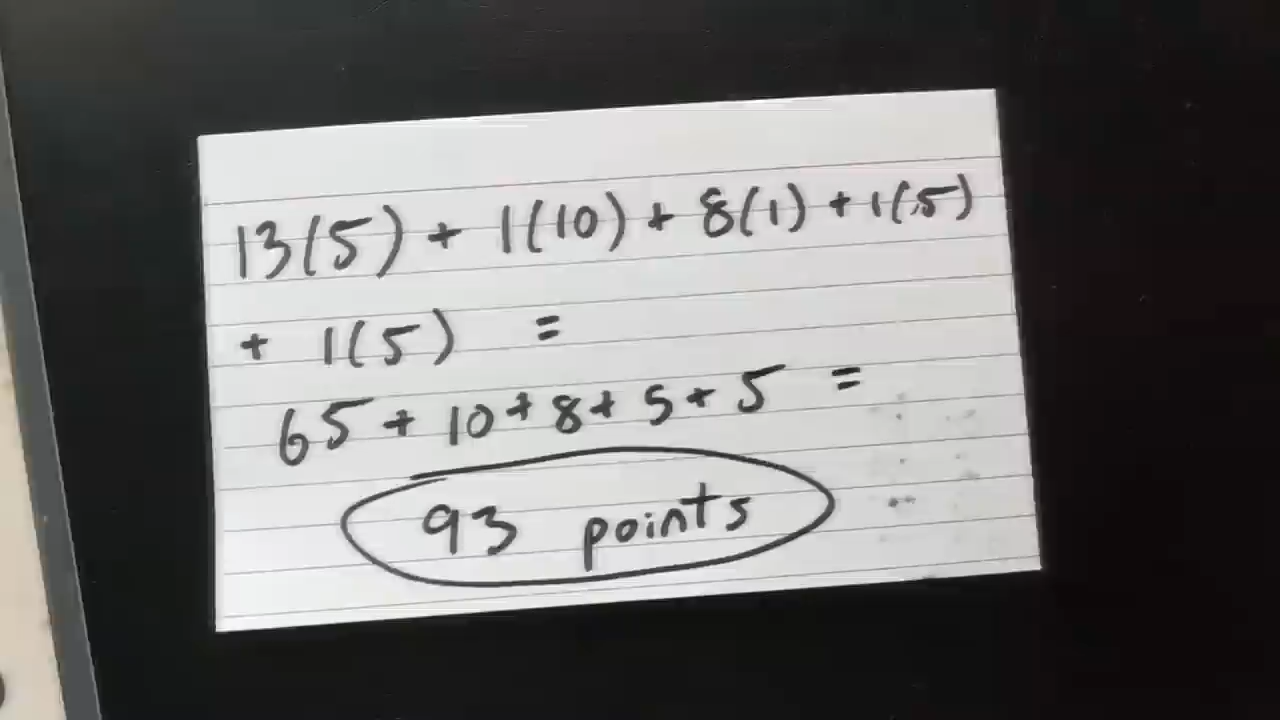 13(5) + 1(10) + 8(1) + 1(5)
+ 1(5) =
65 + 10 + 8 + 5 + 5 =
93 points